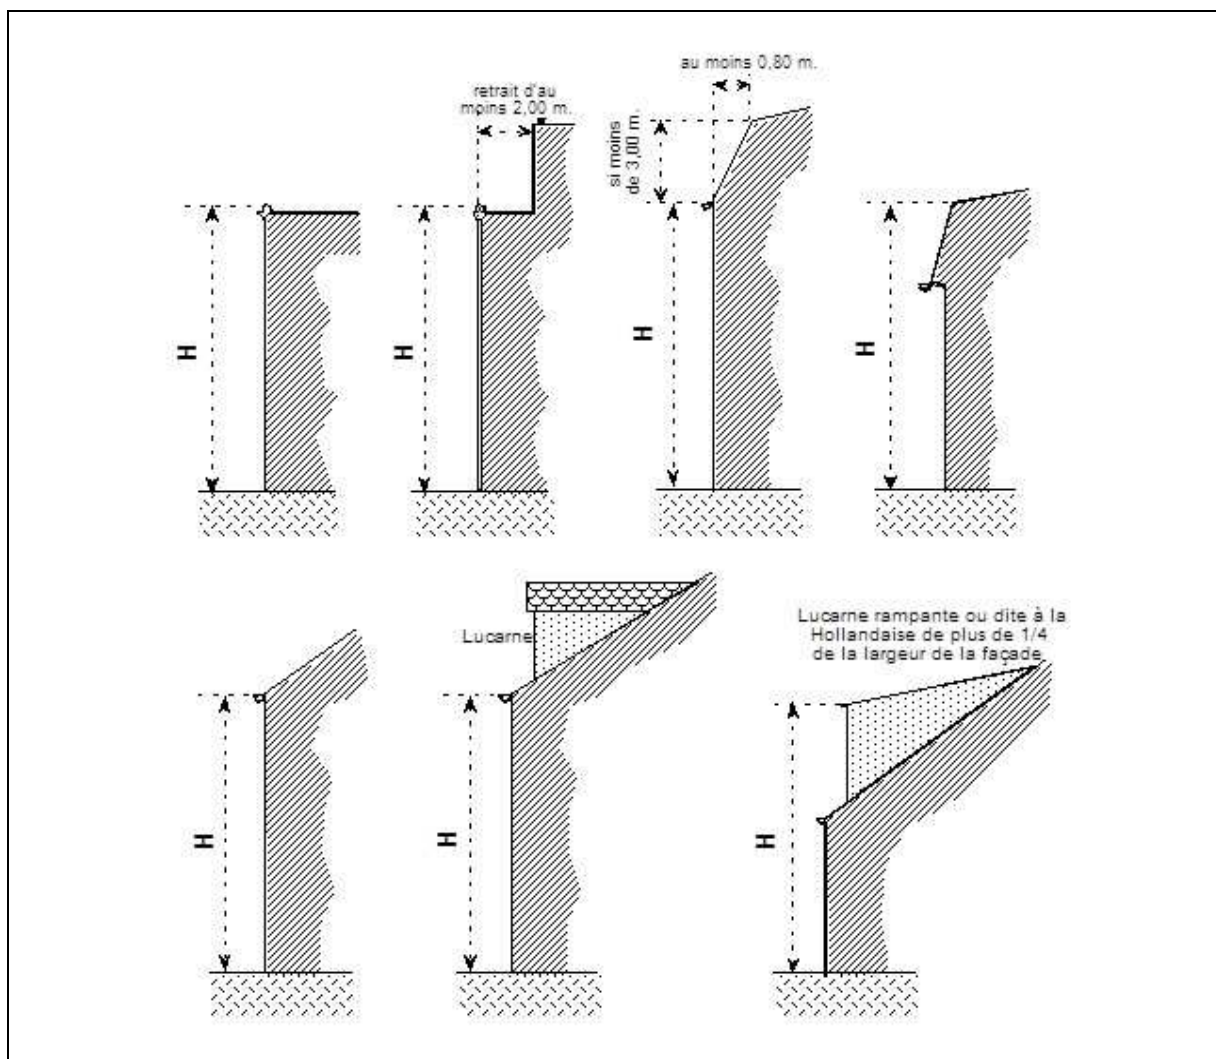 au moins 0,80 m.
retrait d'au
moins 2,00 m.
si moins
de 3,00 m.
H
H
H
H
Lucarne
Lucarne rampante ou dite à la
Hollandaise de plus de 1/4
de la largeur de la façade
H
H
H